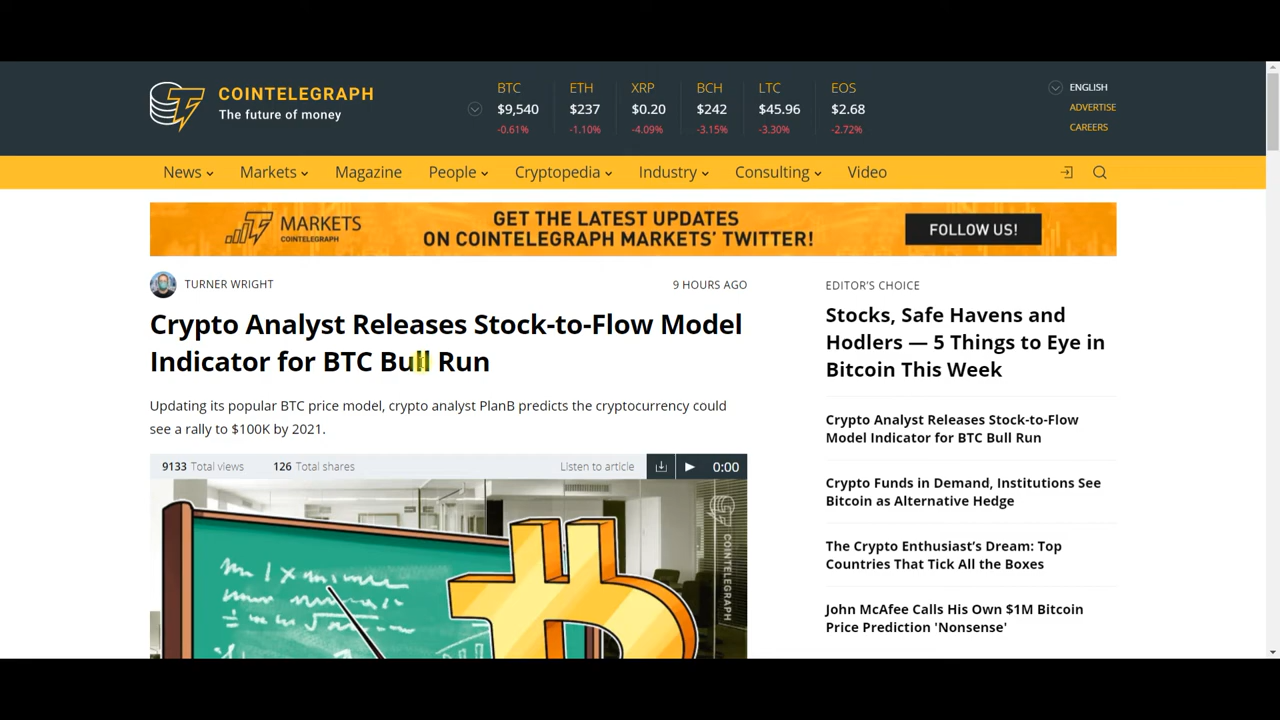 COINTELEGRAPH
The future of money
BTC ETH XRP BCH LTC EOS
$9,540 $237 $0.20 $242 $45.96 $2.68
-0.61% -1.10% -4.09% -3.15% -3.30% -2.72%
ENGLISH
ADVERTISE
CAREERS
News Markets Magazine People Cryptopedia Industry Consulting Video
MARKETS
COINTELEGRAPH
GET THE LATEST UPDATES
ON COINTELEGRAPH MARKETS' TWITTER!
FOLLOW US!
TURNER WRIGHT
9 HOURS AGO
Crypto Analyst Releases Stock-to-Flow Model
Indicator for BTC Bull Run
Updating its popular BTC price model, crypto analyst PlanB predicts the cryptocurrency could
see a rally to $100K by 2021.
9133 Total views 126 Total shares
Listen to article 0:00
COINTELEGRAPH
EDITOR'S CHOICE
Stocks, Safe Havens and
Hodlers — 5 Things to Eye in
Bitcoin This Week
Crypto Analyst Releases Stock-to-Flow
Model Indicator for BTC Bull Run
Crypto Funds in Demand, Institutions See
Bitcoin as Alternative Hedge
The Crypto Enthusiast's Dream: Top
Countries That Tick All the Boxes
John McAfee Calls His Own $1M Bitcoin
Price Prediction 'Nonsense'